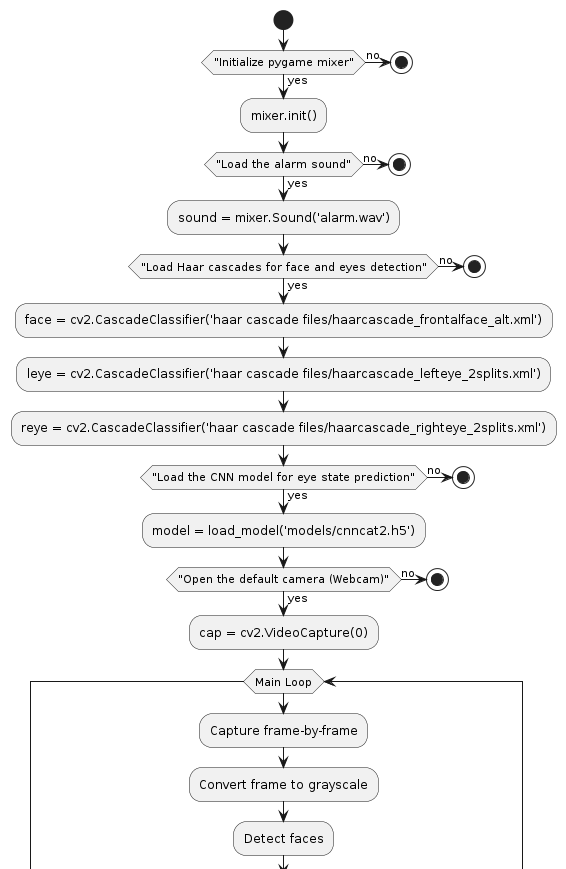 "Initialize pygame mixer"
no
yes
mixer.init()
"Load the alarm sound"
no
yes
sound = mixer.Sound('alarm.wav')
"Load Haar cascades for face and eyes detection"
no
yes
face = cv2.CascadeClassifier('haar cascade files/haarcascade_frontalface_alt.xml')
leye = cv2.CascadeClassifier('haar cascade files/haarcascade_lefteye_2splits.xml')
reye = cv2.CascadeClassifier('haar cascade files/haarcascade_righteye_2splits.xml')
"Load the CNN model for eye state prediction"
no
yes
model = load_model('models/cnncat2.h5')
"Open the default camera (Webcam)"
no
yes
cap = cv2.VideoCapture(0)
Main Loop
Capture frame-by-frame
Convert frame to grayscale
Detect faces